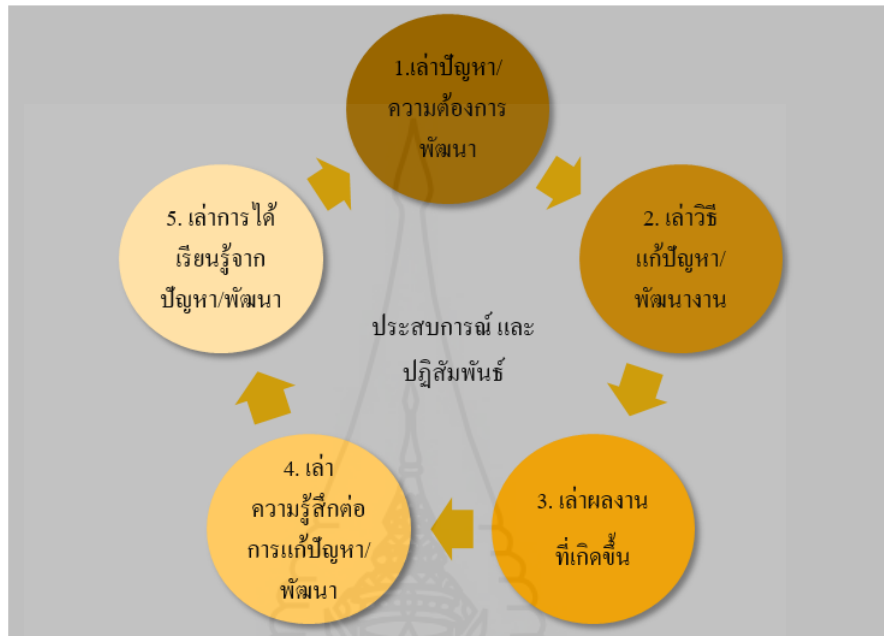 1.เล่าปัญหา/
ความต้องการ
พัฒนา
2. เล่าวิธี
แก้ปัญหา/
พัฒนางาน
3. เล่าผลงาน
ที่เกิดขึ้น
4. เล่า
ความรู้สึกต่อ
การแก้ปัญหา/
พัฒนา
5. เล่าการได้
เรียนรู้จาก
ปัญหา/พัฒนา
ประสบการณ์ และ
ปฏิสัมพันธ์